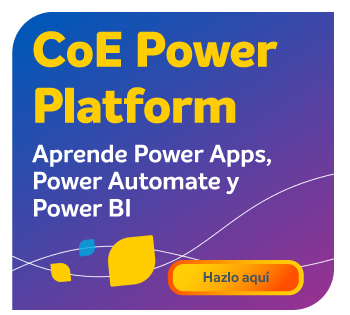 CoE Power
Platform
Aprende Power Apps,
Power Automate y
Power BI
Hazlo aquí